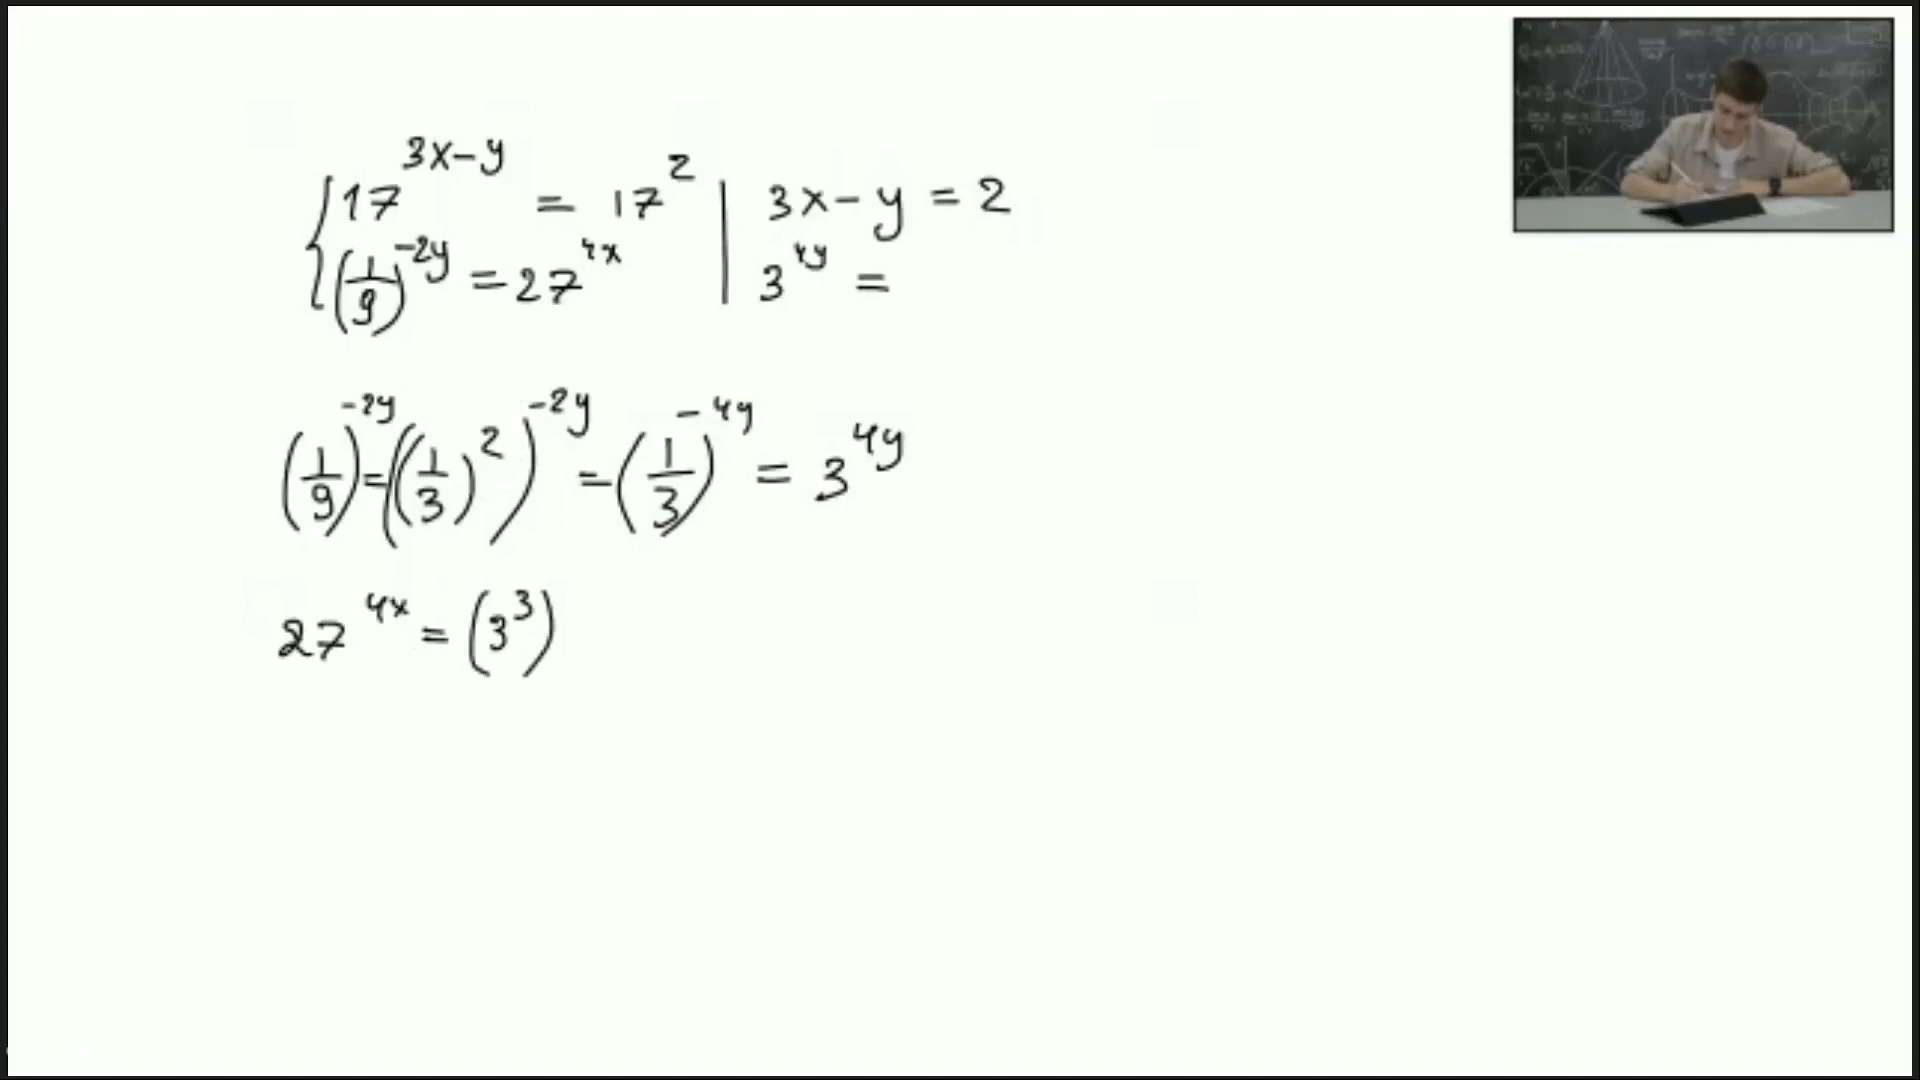 { 17^{3x-y} = 17^2 | 3x-y = 2
(1/9)^{-2y} = 27^{4x} | 3^{4y} =
(1/9)^{-2y} = ((1/3)^2)^{-2y} = (1/3)^{-4y} = 3^{4y}
27^{4x} = (3^3)